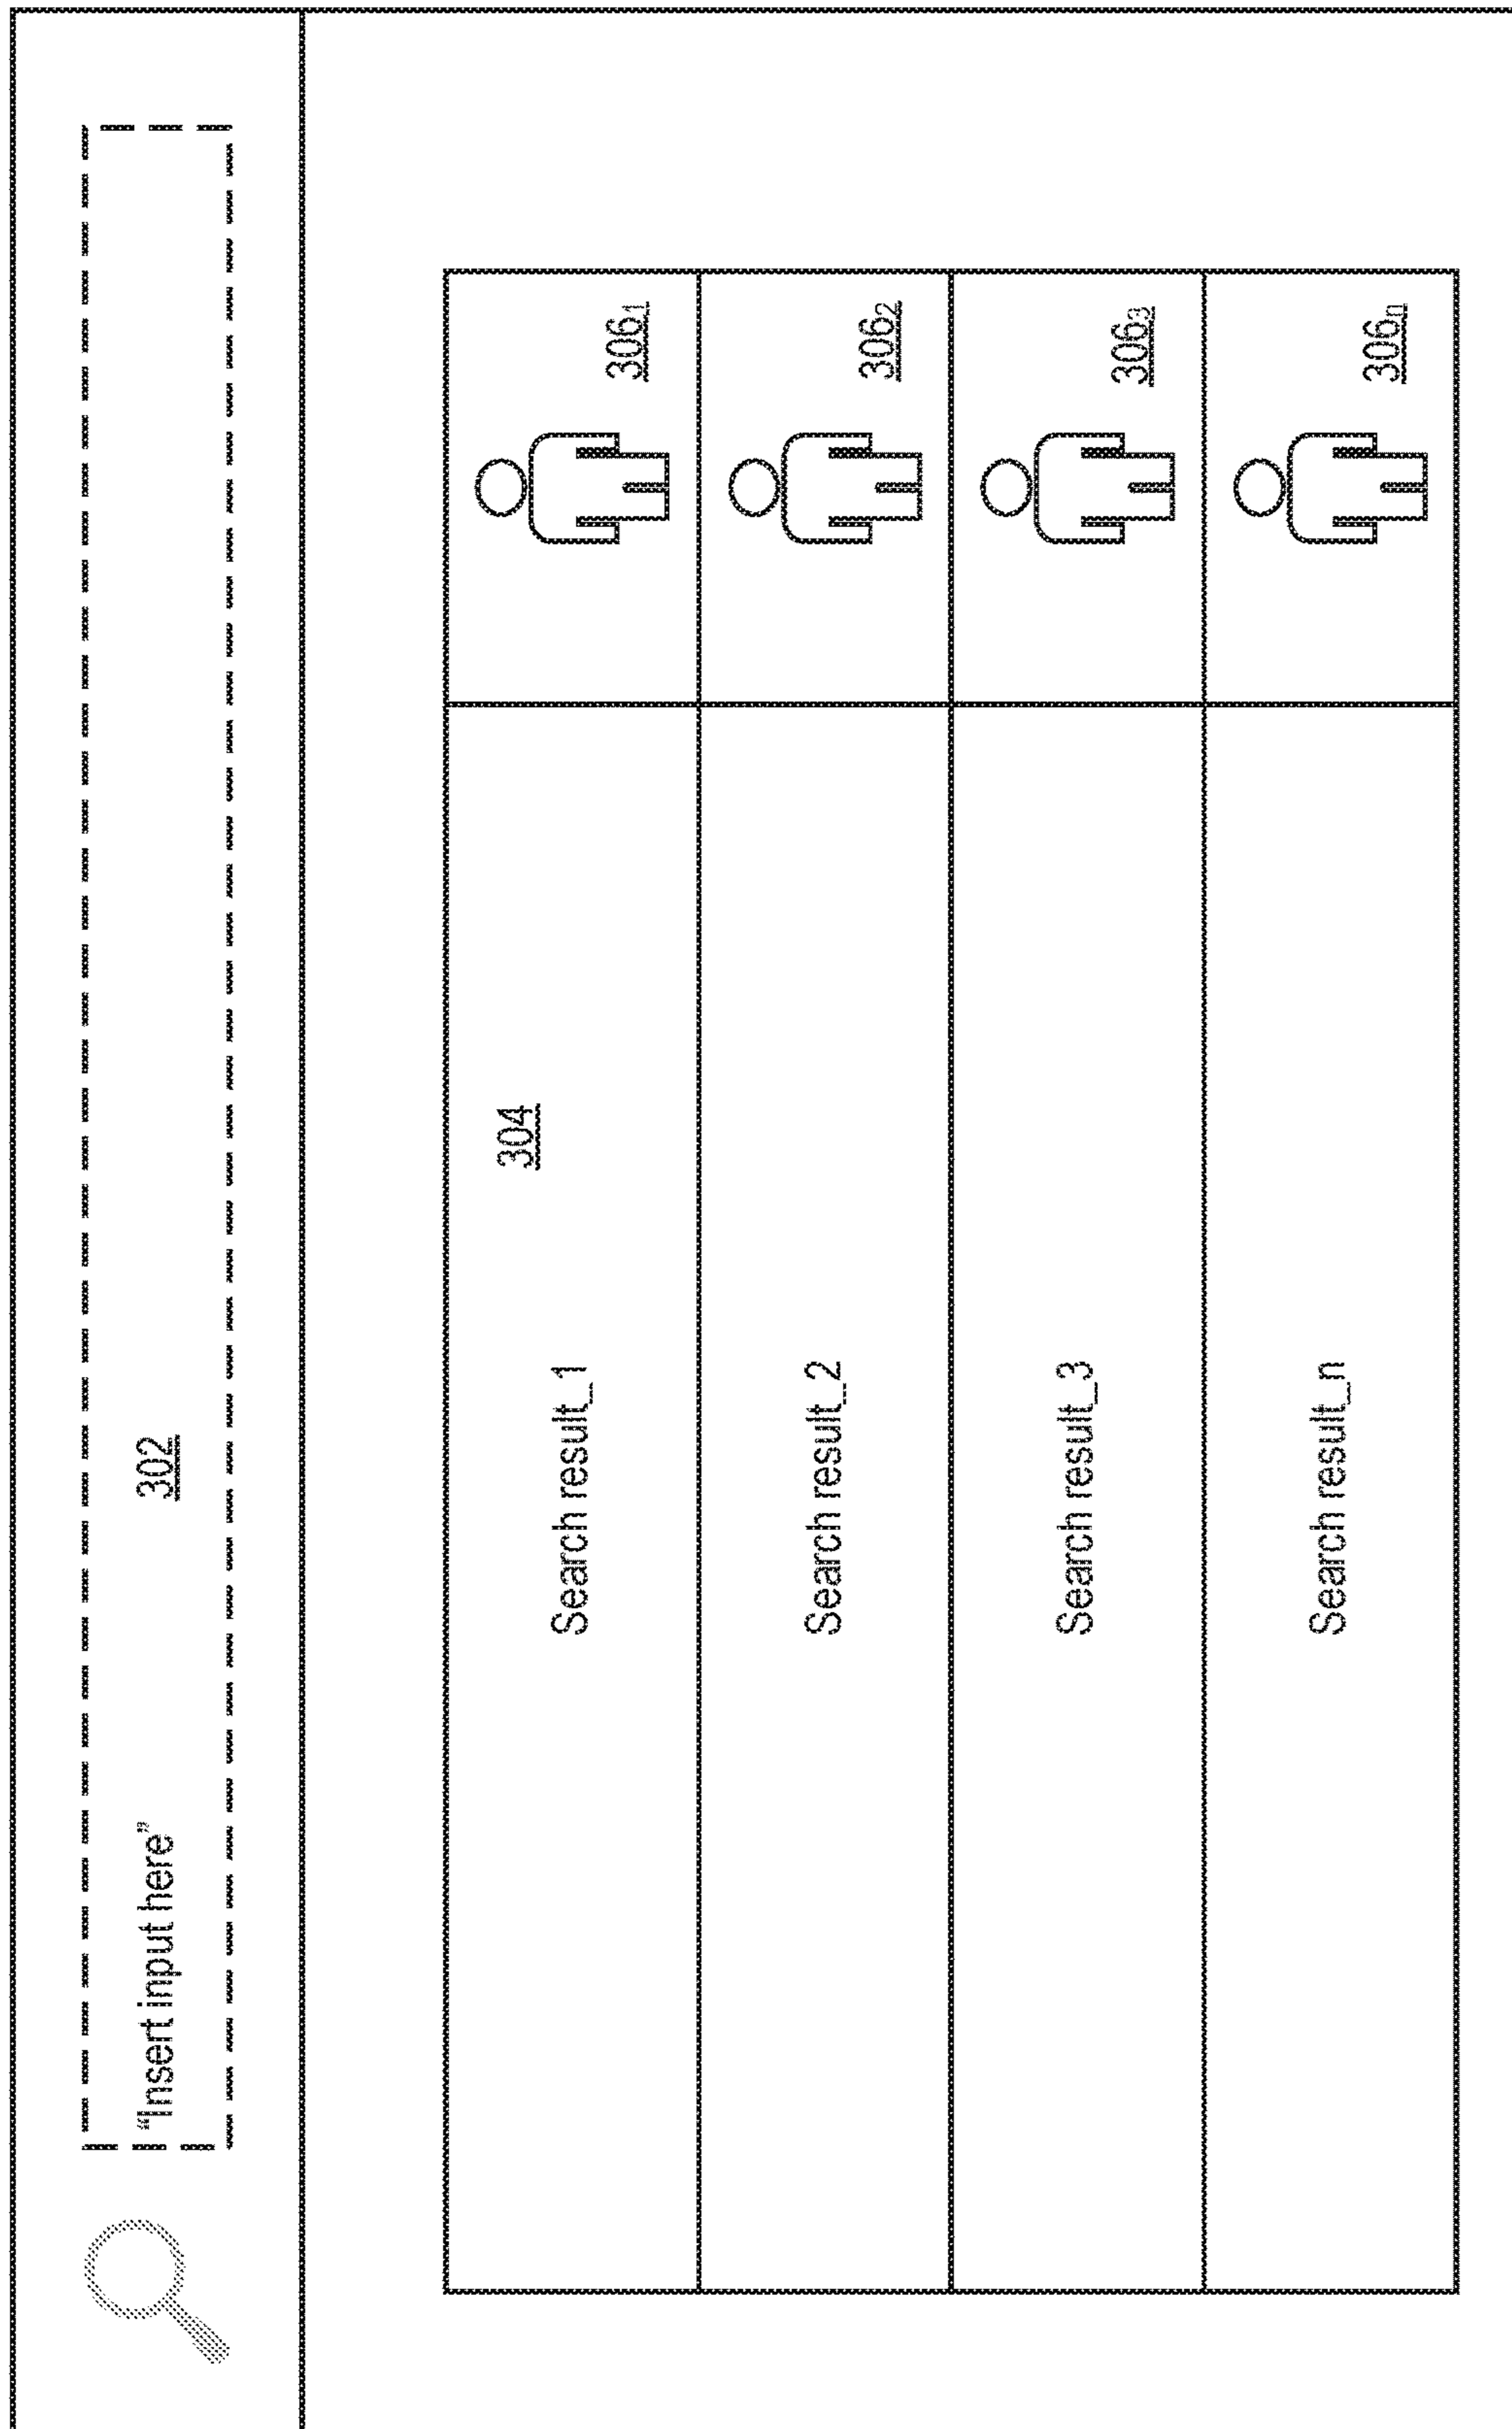 “Insert input here” 302
304
Search result_1 306₁
Search result_2 306₂
Search result_3 306₃
Search result_n 306ₙ